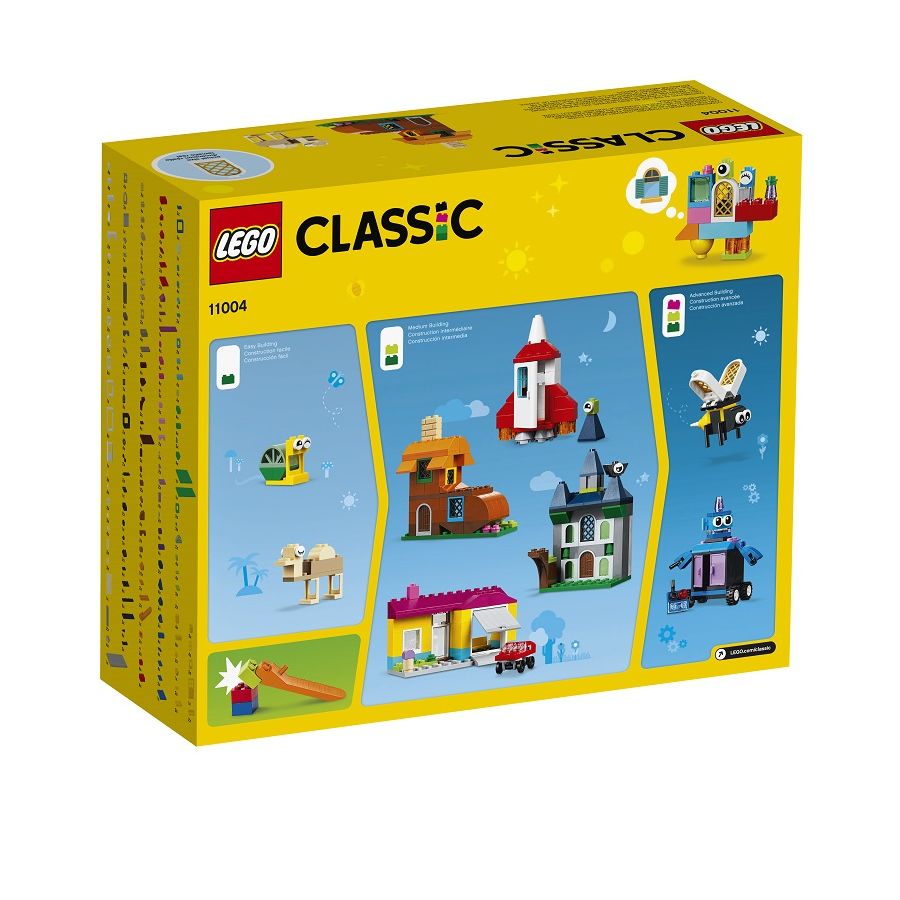 11004
LEGO
CLASSIC
LEGO
CLASSIC
11004
Easy Building
Construction facile
Construcción fácil
Medium Building
Construction intermédiaire
Construcción intermedia
Advanced Building
Construction avancée
Construcción avanzada
LEGO.com/classic